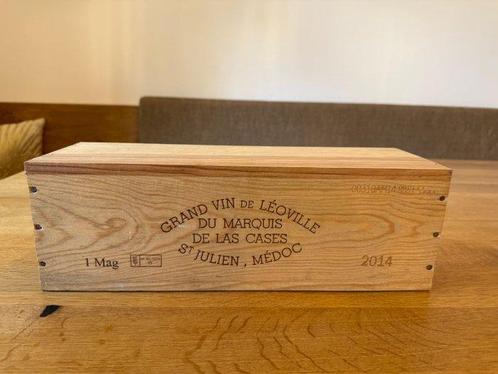 GRAND VIN DE LÉOVILLE
DU MARQUIS
DE LAS CASES
ST JULIEN, MÉDOC
1 Mag
2014